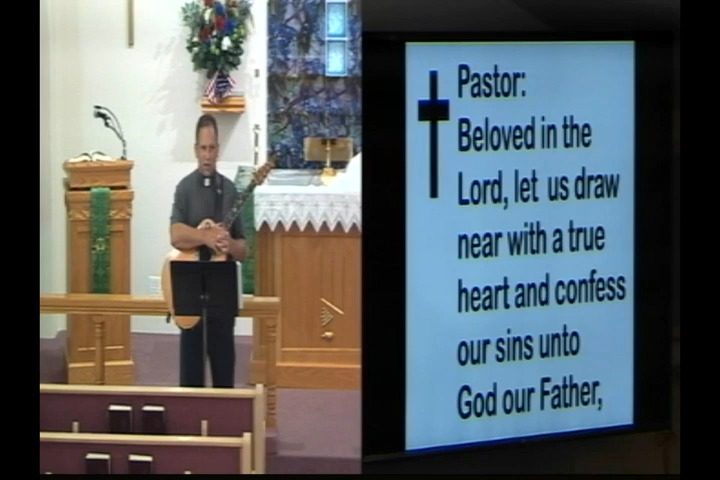 Pastor:
Beloved in the
Lord, let us draw
near with a true
heart and confess
our sins unto
God our Father,